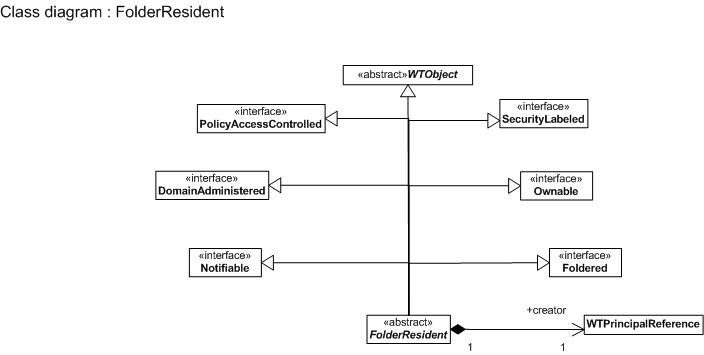 Class diagram : FolderResident
«abstract»WTObject
«interface»
PolicyAccessControlled
«interface»
SecurityLabeled
«interface»
DomainAdministered
«interface»
Ownable
«interface»
Notifiable
«interface»
Foldered
«abstract»
FolderResident
+creator
WTPrincipalReference
1
1